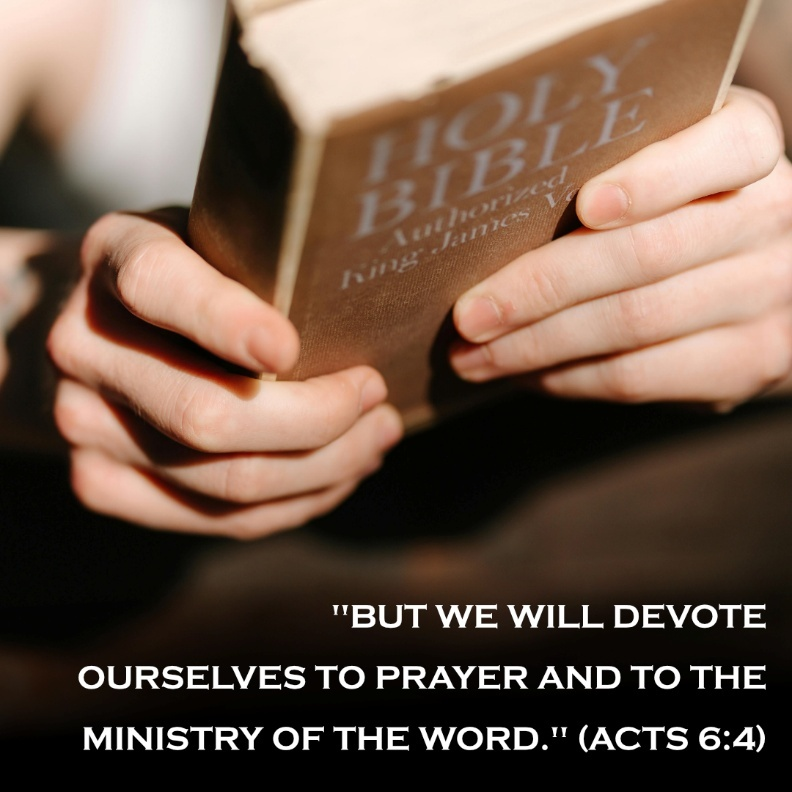 HOLY
BIBLE
Authorized
King James
"BUT WE WILL DEVOTE
OURSELVES TO PRAYER AND TO THE
MINISTRY OF THE WORD." (ACTS 6:4)